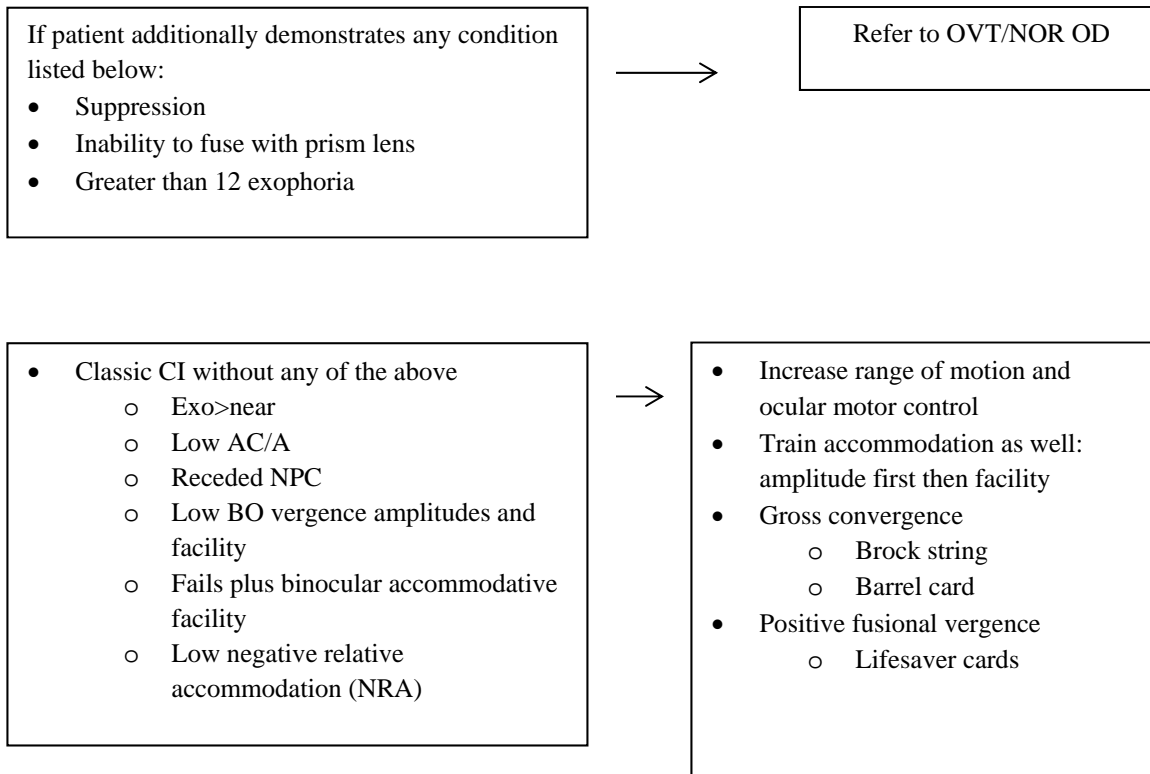 If patient additionally demonstrates any condition
listed below:
• Suppression
• Inability to fuse with prism lens
• Greater than 12 exophoria
Refer to OVT/NOR OD
• Classic CI without any of the above
o Exo>near
o Low AC/A
o Receded NPC
o Low BO vergence amplitudes and
facility
o Fails plus binocular accommodative
facility
o Low negative relative
accommodation (NRA)
• Increase range of motion and
ocular motor control
• Train accommodation as well:
amplitude first then facility
• Gross convergence
o Brock string
o Barrel card
• Positive fusional vergence
o Lifesaver cards